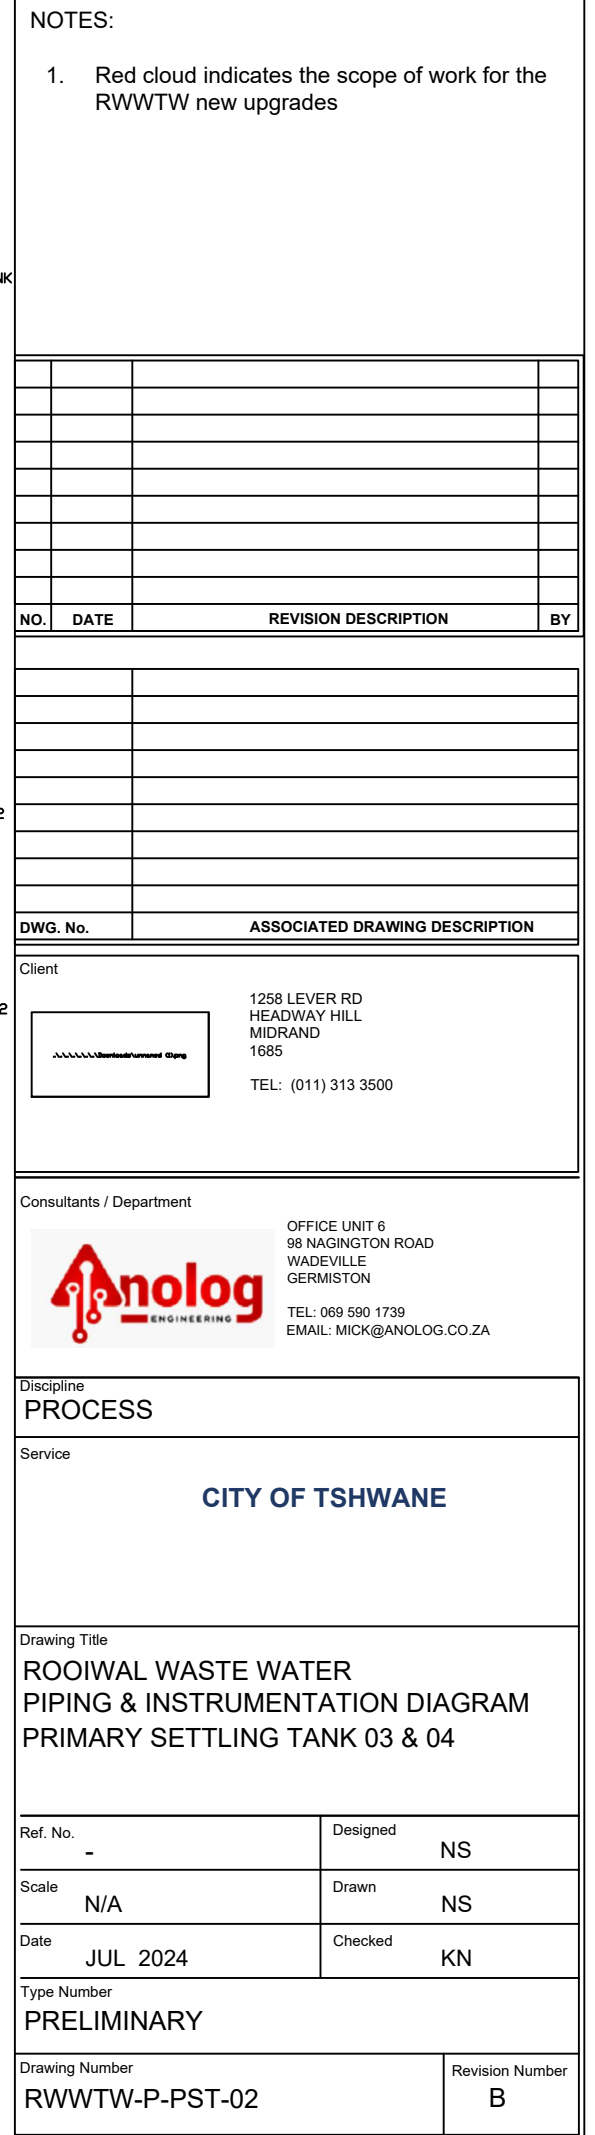 NOTES:
1. Red cloud indicates the scope of work for the
RWWTW new upgrades
NO. DATE REVISION DESCRIPTION BY
DWG. No. ASSOCIATED DRAWING DESCRIPTION
Client
1258 LEVER RD
HEADWAY HILL
MIDRAND
1685
TEL: (011) 313 3500
Consultants / Department
Anolog
ENGINEERING
OFFICE UNIT 6
98 NAGINGTON ROAD
WADEVILLE
GERMISTON
TEL: 069 590 1739
EMAIL: MICK@ANOLOG.CO.ZA
Discipline
PROCESS
Service
CITY OF TSHWANE
Drawing Title
ROOIWAL WASTE WATER
PIPING & INSTRUMENTATION DIAGRAM
PRIMARY SETTLING TANK 03 & 04
Ref. No.
-
Designed
NS
Scale
N/A
Drawn
NS
Date
JUL 2024
Checked
KN
Type Number
PRELIMINARY
Drawing Number
RWWTW-P-PST-02
Revision Number
B